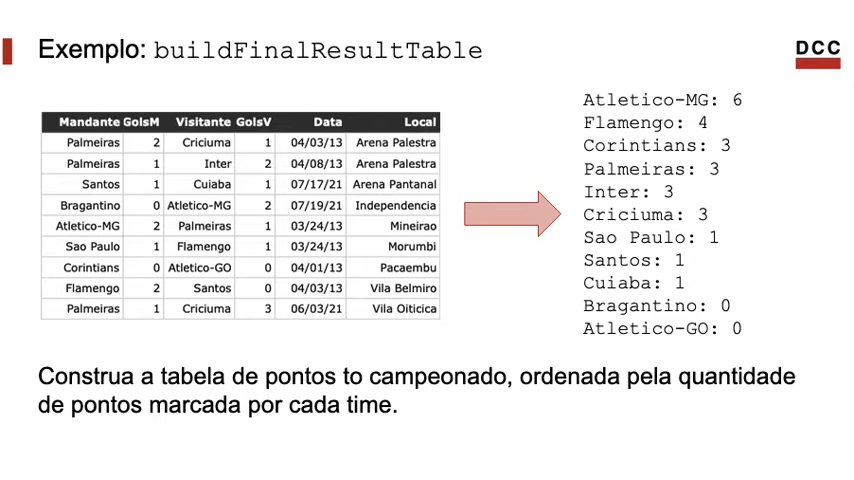 Exemplo: buildFinalResultTable
DCC
Mandante GolsM Visitante GolsV Data Local
Palmeiras 2 Criciuma 1 04/03/13 Arena Palestra
Palmeiras 1 Inter 2 04/08/13 Arena Palestra
Santos 1 Cuiaba 1 07/17/21 Arena Pantanal
Bragantino 0 Atletico-MG 2 07/19/21 Independencia
Atletico-MG 2 Palmeiras 1 03/24/13 Mineirao
Sao Paulo 1 Flamengo 1 03/24/13 Morumbi
Corintians 0 Atletico-GO 0 04/01/13 Pacaembu
Flamengo 2 Santos 0 04/03/13 Vila Belmiro
Palmeiras 1 Criciuma 3 06/03/21 Vila Oiticica
Atletico-MG: 6
Flamengo: 4
Corintians: 3
Palmeiras: 3
Inter: 3
Criciuma: 3
Sao Paulo: 1
Santos: 1
Cuiaba: 1
Bragantino: 0
Atletico-GO: 0
Construa a tabela de pontos to campeonado, ordenada pela quantidade
de pontos marcada por cada time.